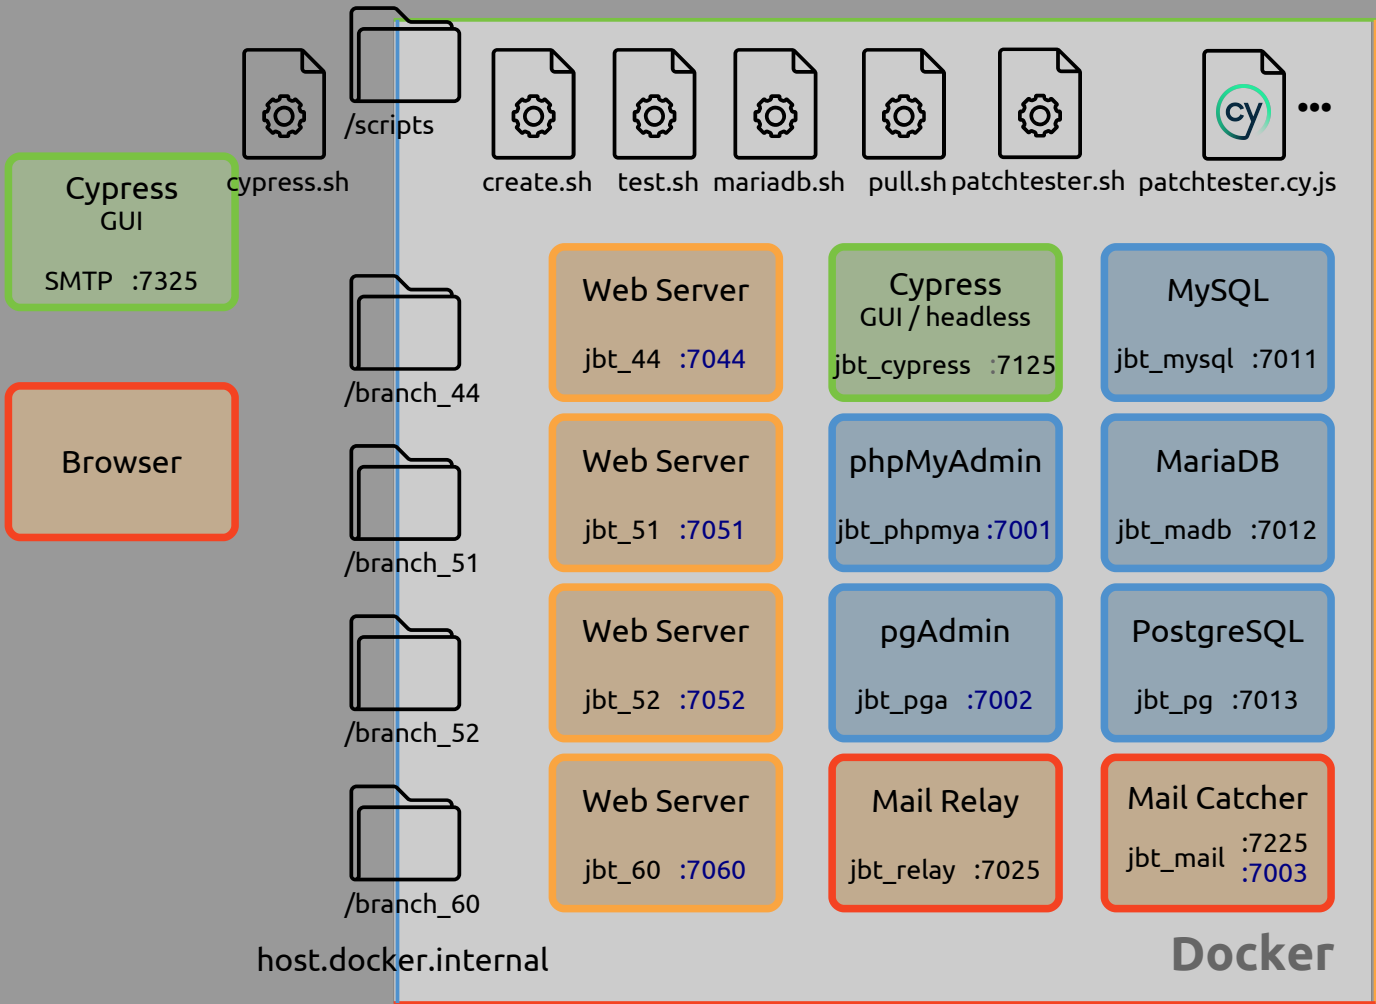 /scripts
cypress.sh
create.sh
test.sh
mariadb.sh
pull.sh
patchtester.sh
cy
•••
patchtester.cy.js
Cypress
GUI
SMTP :7325
Browser
/branch_44
/branch_51
/branch_52
/branch_60
host.docker.internal
Web Server
jbt_44 :7044
Cypress
GUI / headless
jbt_cypress :7125
MySQL
jbt_mysql :7011
Web Server
jbt_51 :7051
phpMyAdmin
jbt_phpmya :7001
MariaDB
jbt_madb :7012
Web Server
jbt_52 :7052
pgAdmin
jbt_pga :7002
PostgreSQL
jbt_pg :7013
Web Server
jbt_60 :7060
Mail Relay
jbt_relay :7025
Mail Catcher
jbt_mail :7225
:7003
Docker